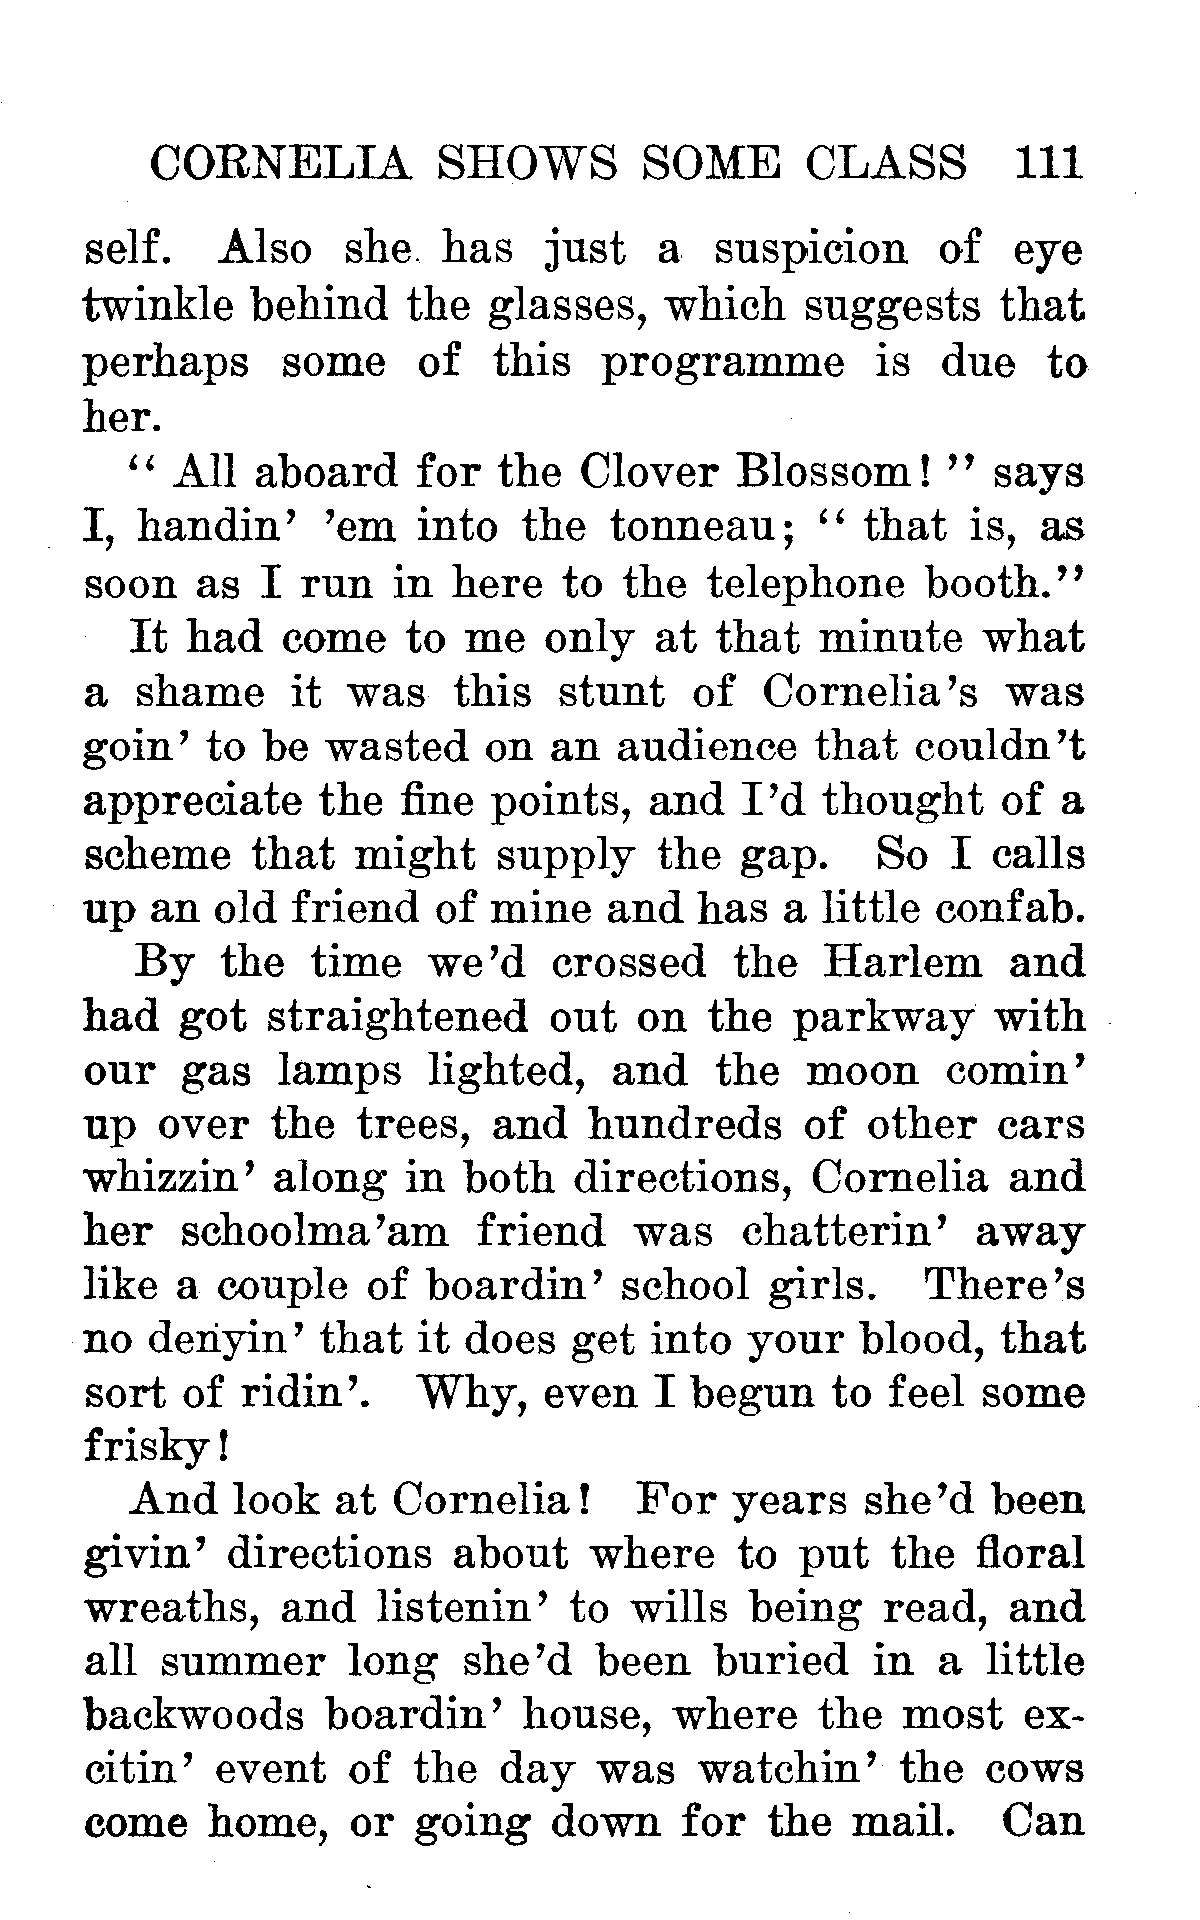 CORNELIA SHOWS SOME CLASS 111
self. Also she has just a suspicion of eye
twinkle behind the glasses, which suggests that
perhaps some of this programme is due to
her.
“ All aboard for the Clover Blossom! ” says
I, handin’ ’em into the tonneau; “ that is, as
soon as I run in here to the telephone booth.”
It had come to me only at that minute what
a shame it was this stunt of Cornelia’s was
goin’ to be wasted on an audience that couldn’t
appreciate the fine points, and I’d thought of a
scheme that might supply the gap. So I calls
up an old friend of mine and has a little confab.
By the time we’d crossed the Harlem and
had got straightened out on the parkway with
our gas lamps lighted, and the moon comin’
up over the trees, and hundreds of other cars
whizzin’ along in both directions, Cornelia and
her schoolma’am friend was chatterin’ away
like a couple of boardin’ school girls. There’s
no denyin’ that it does get into your blood, that
sort of ridin’. Why, even I begun to feel some
frisky!
And look at Cornelia! For years she’d been
givin’ directions about where to put the floral
wreaths, and listenin’ to wills being read, and
all summer long she’d been buried in a little
backwoods boardin’ house, where the most ex-
citin’ event of the day was watchin’ the cows
come home, or going down for the mail. Can